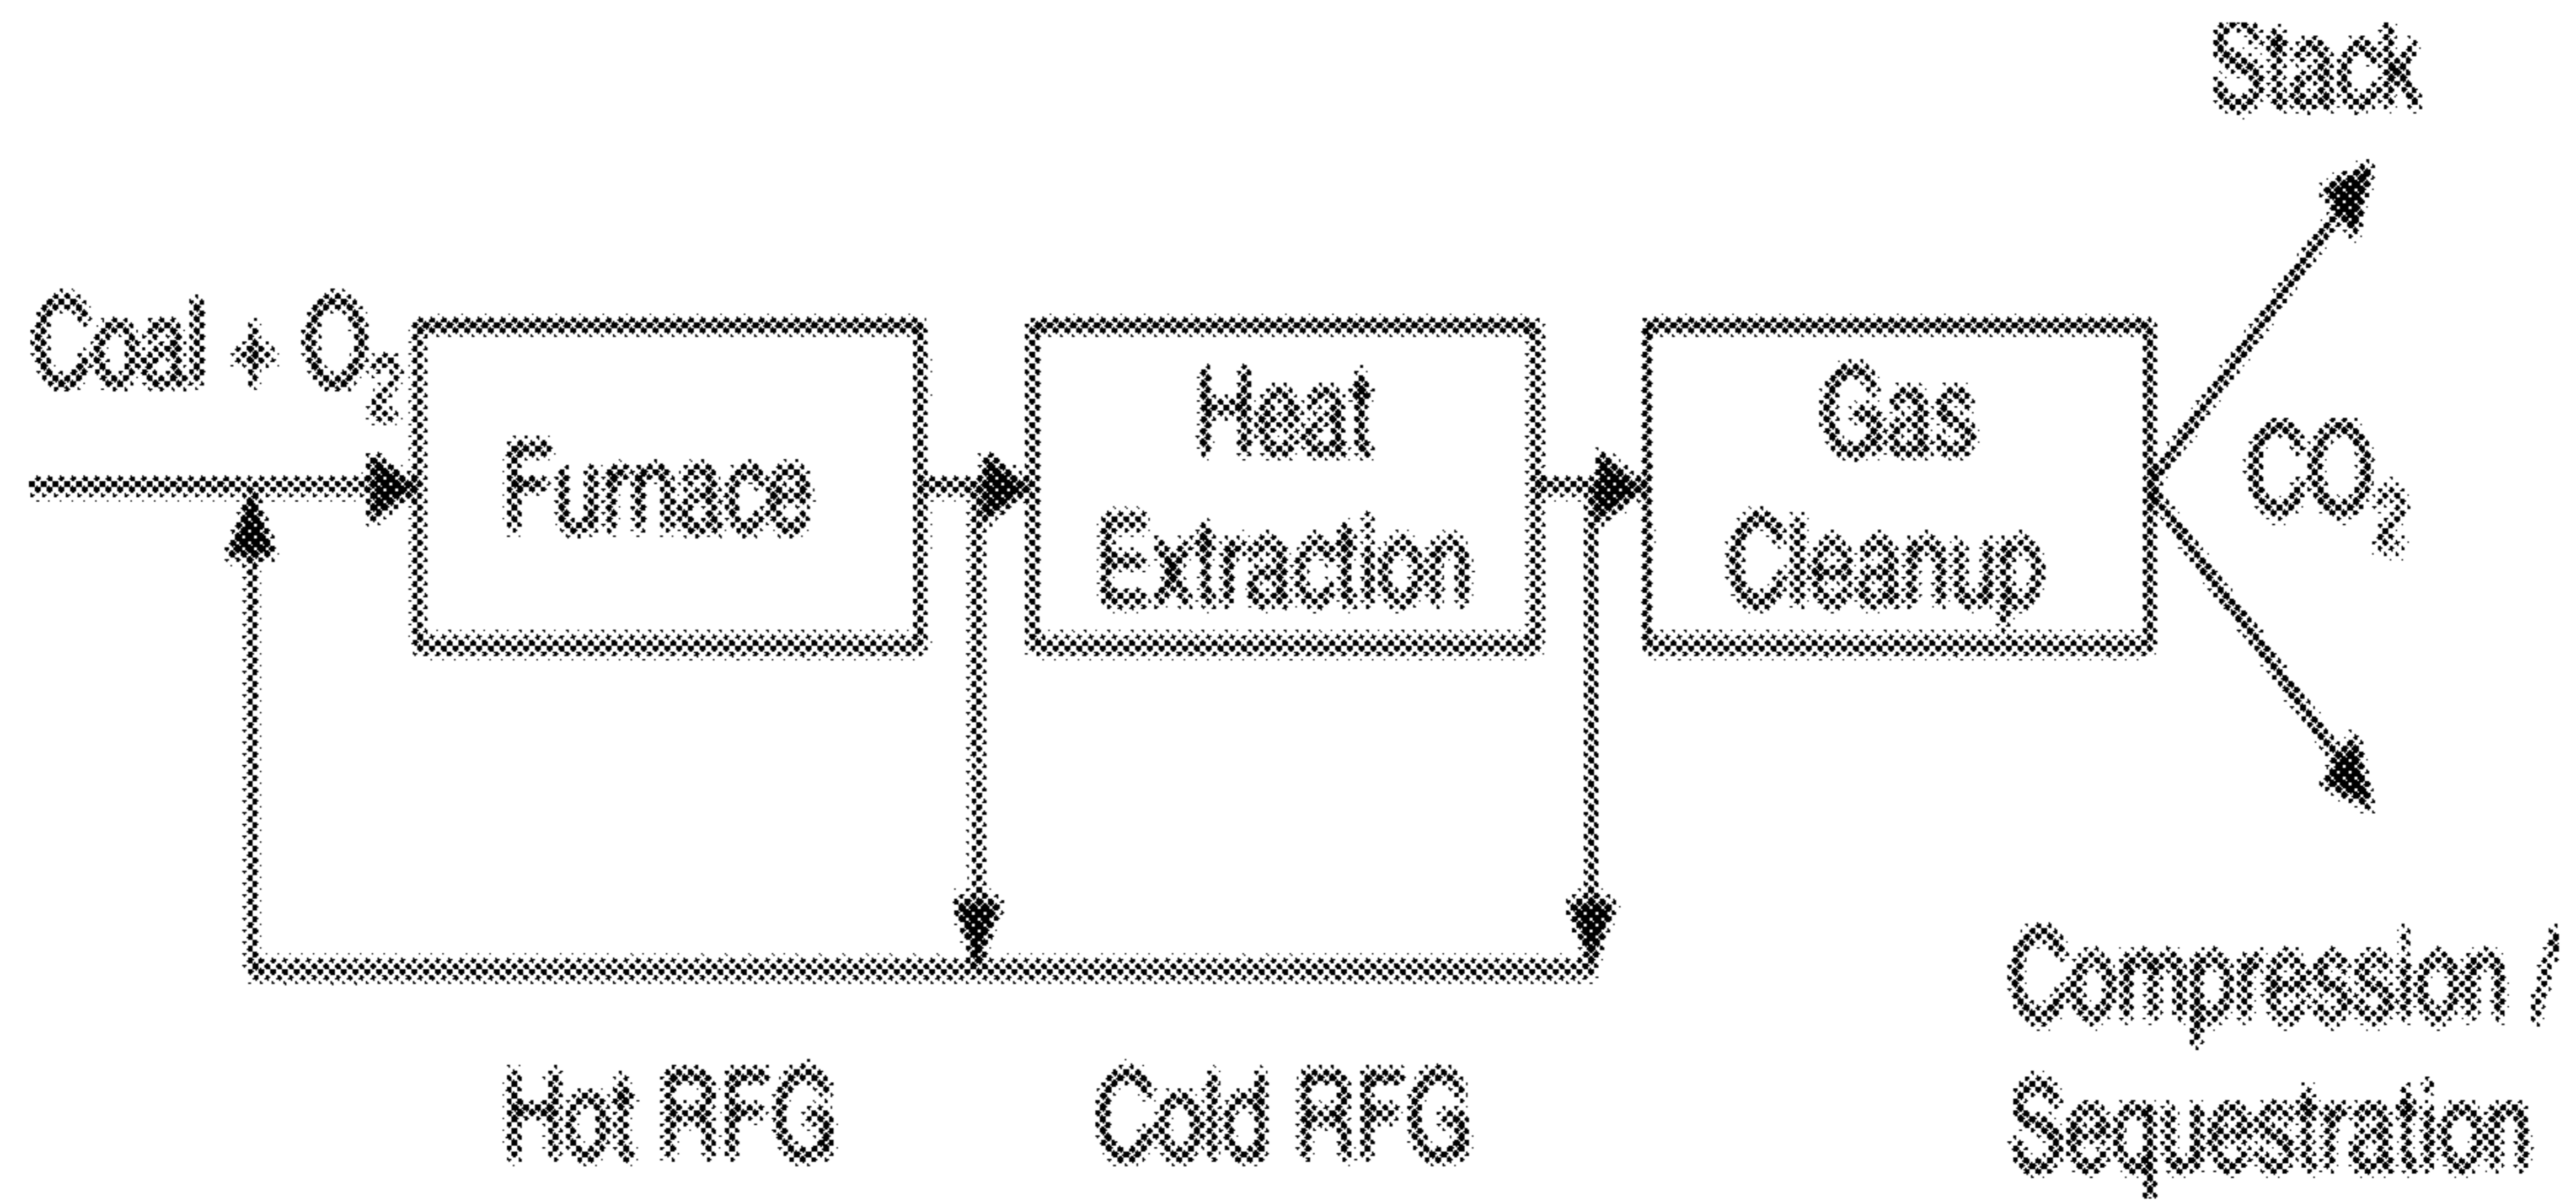 Stack
Coal + O₂
Furnace
Heat
Extraction
Gas
Cleanup
CO₂
Hot RFG
Cold RFG
Compression /
Sequestration